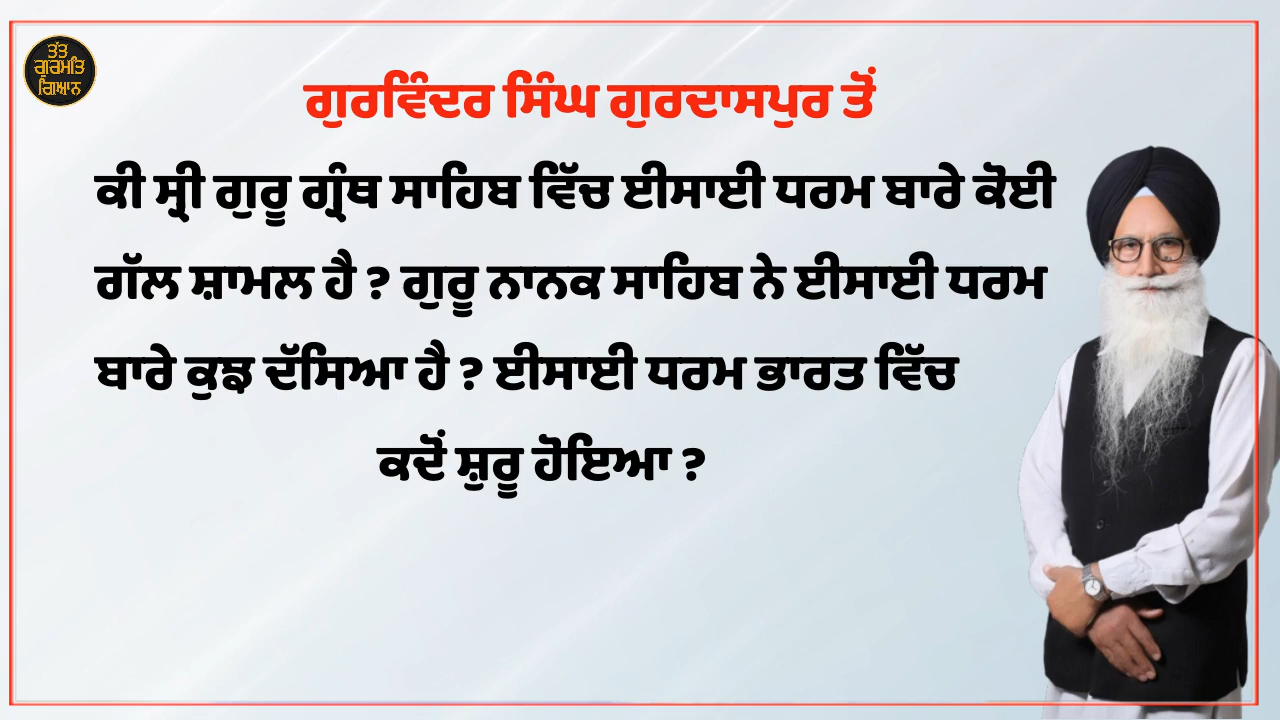 ਤੱਤ
ਗੁਰਮਤਿ
ਗਿਆਨ
ਗੁਰਵਿੰਦਰ ਸਿੰਘ ਗੁਰਦਾਸਪੁਰ ਤੋਂ
ਕੀ ਸ੍ਰੀ ਗੁਰੂ ਗ੍ਰੰਥ ਸਾਹਿਬ ਵਿੱਚ ਈਸਾਈ ਧਰਮ ਬਾਰੇ ਕੋਈ
ਗੱਲ ਸ਼ਾਮਲ ਹੈ ? ਗੁਰੂ ਨਾਨਕ ਸਾਹਿਬ ਨੇ ਈਸਾਈ ਧਰਮ
ਬਾਰੇ ਕੁਝ ਦੱਸਿਆ ਹੈ ? ਈਸਾਈ ਧਰਮ ਭਾਰਤ ਵਿੱਚ
ਕਦੋਂ ਸ਼ੁਰੂ ਹੋਇਆ ?